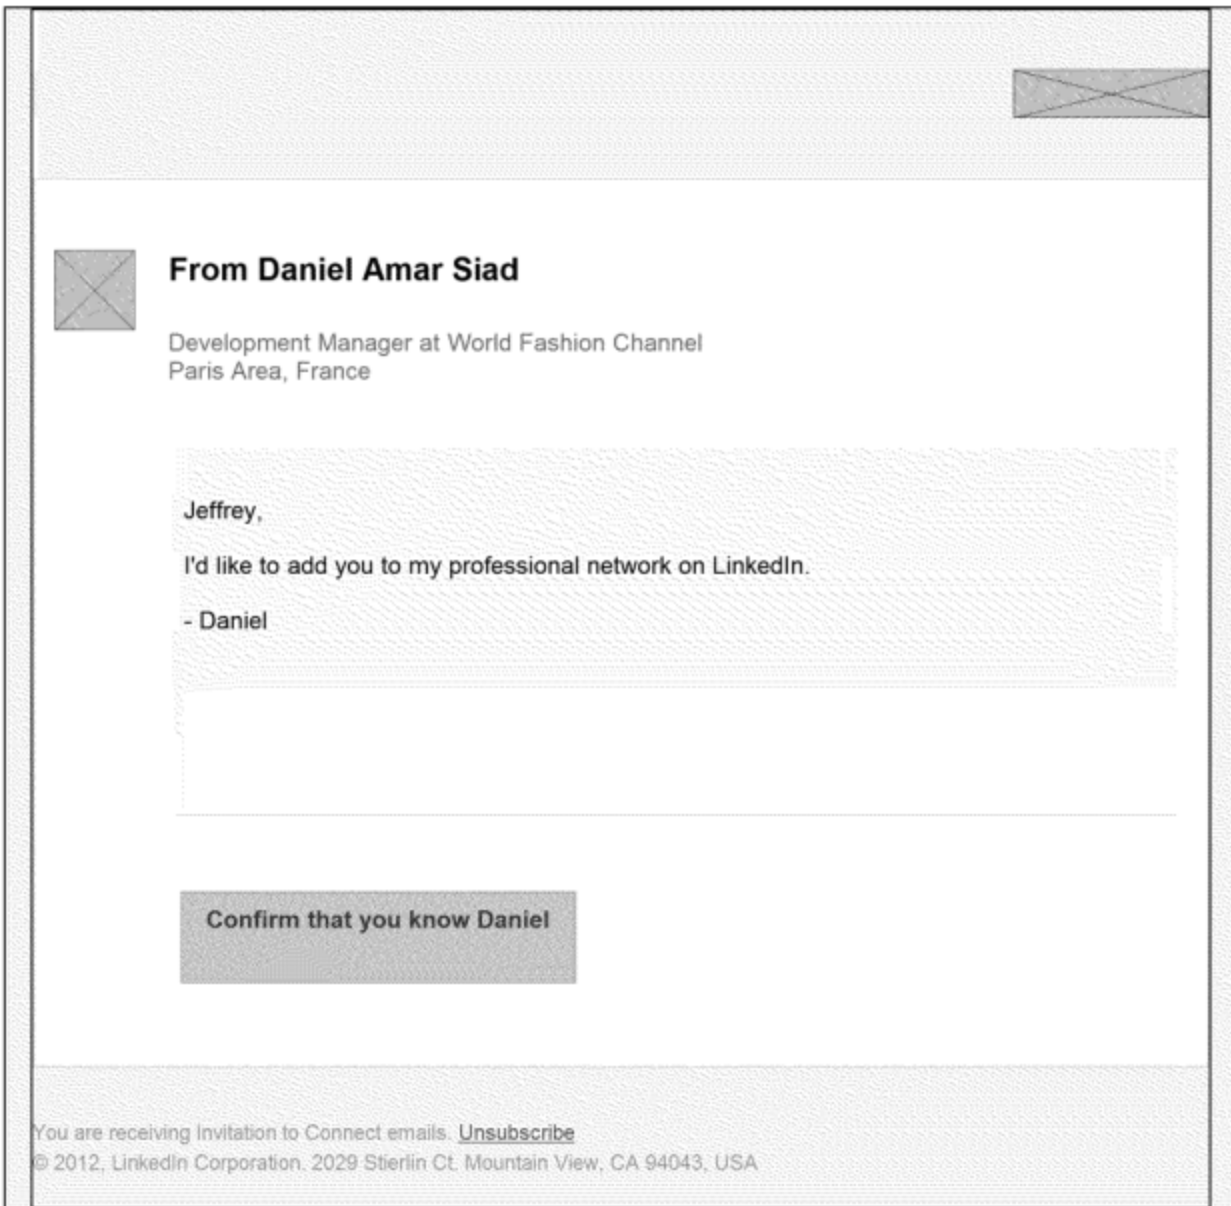 From Daniel Amar Siad
Development Manager at World Fashion Channel
Paris Area, France
Jeffrey,
I'd like to add you to my professional network on LinkedIn.
- Daniel
Confirm that you know Daniel
You are receiving Invitation to Connect emails. Unsubscribe
© 2012, LinkedIn Corporation. 2029 Stierlin Ct. Mountain View, CA 94043, USA